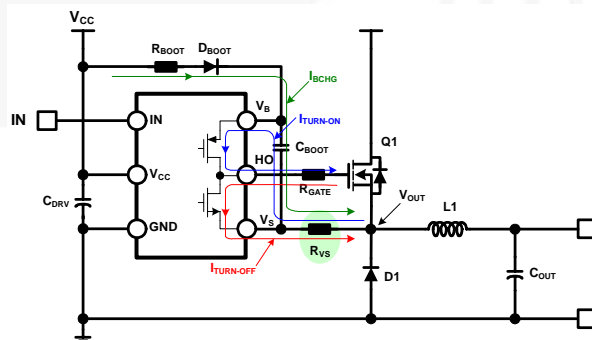 VCC
RBOOT
DBOOT
IBCHG
IN
IN
VB
ITURN-ON
CBOOT
Q1
HO
VCC
RGATE
CDRV
VOUT
L1
GND
VS
RVS
ITURN-OFF
D1
COUT